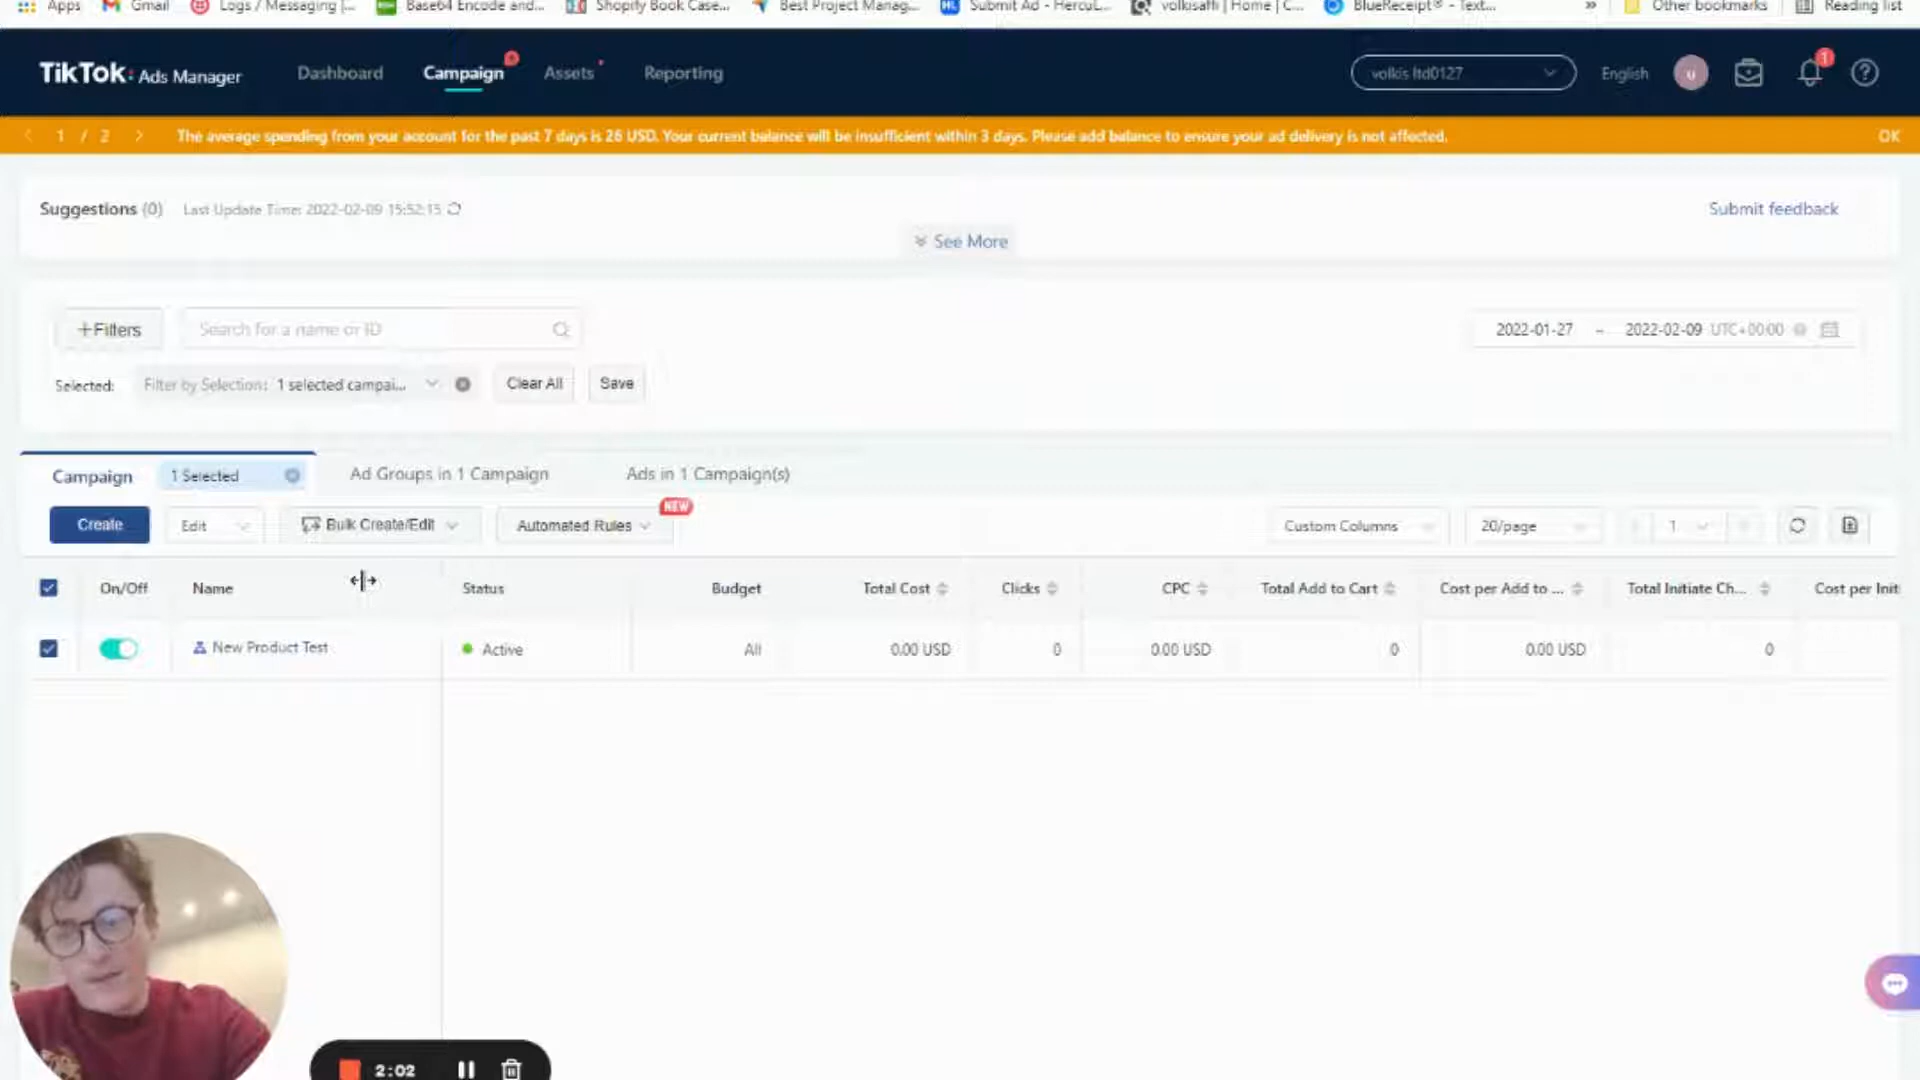 Apps Gmail Logs / Messaging |... Base64 Encode and... Shopify Book Case... Best Project Manag... Submit Ad - HercuL... volkisaffi | Home | C... BlueReceipt® - Text... » Other bookmarks Reading list
TikTok: Ads Manager Dashboard Campaign Assets Reporting volkis ltd0127 English u 1
1 / 2 The average spending from your account for the past 7 days is 26 USD. Your current balance will be insufficient within 3 days. Please add balance to ensure your ad delivery is not affected. OK
Suggestions (0) Last Update Time: 2022-02-09 15:52:15 Submit feedback
See More
+Filters Search for a name or ID 2022-01-27 – 2022-02-09 UTC+00:00
Selected: Filter by Selection: 1 selected campai... Clear All Save
Campaign 1 Selected Ad Groups in 1 Campaign Ads in 1 Campaign(s)
NEW
Create Edit Bulk Create/Edit Automated Rules Custom Columns 20/page 1
On/Off Name Status Budget Total Cost Clicks CPC Total Add to Cart Cost per Add to ... Total Initiate Ch... Cost per Init
New Product Test Active All 0.00 USD 0 0.00 USD 0 0.00 USD 0
2:02